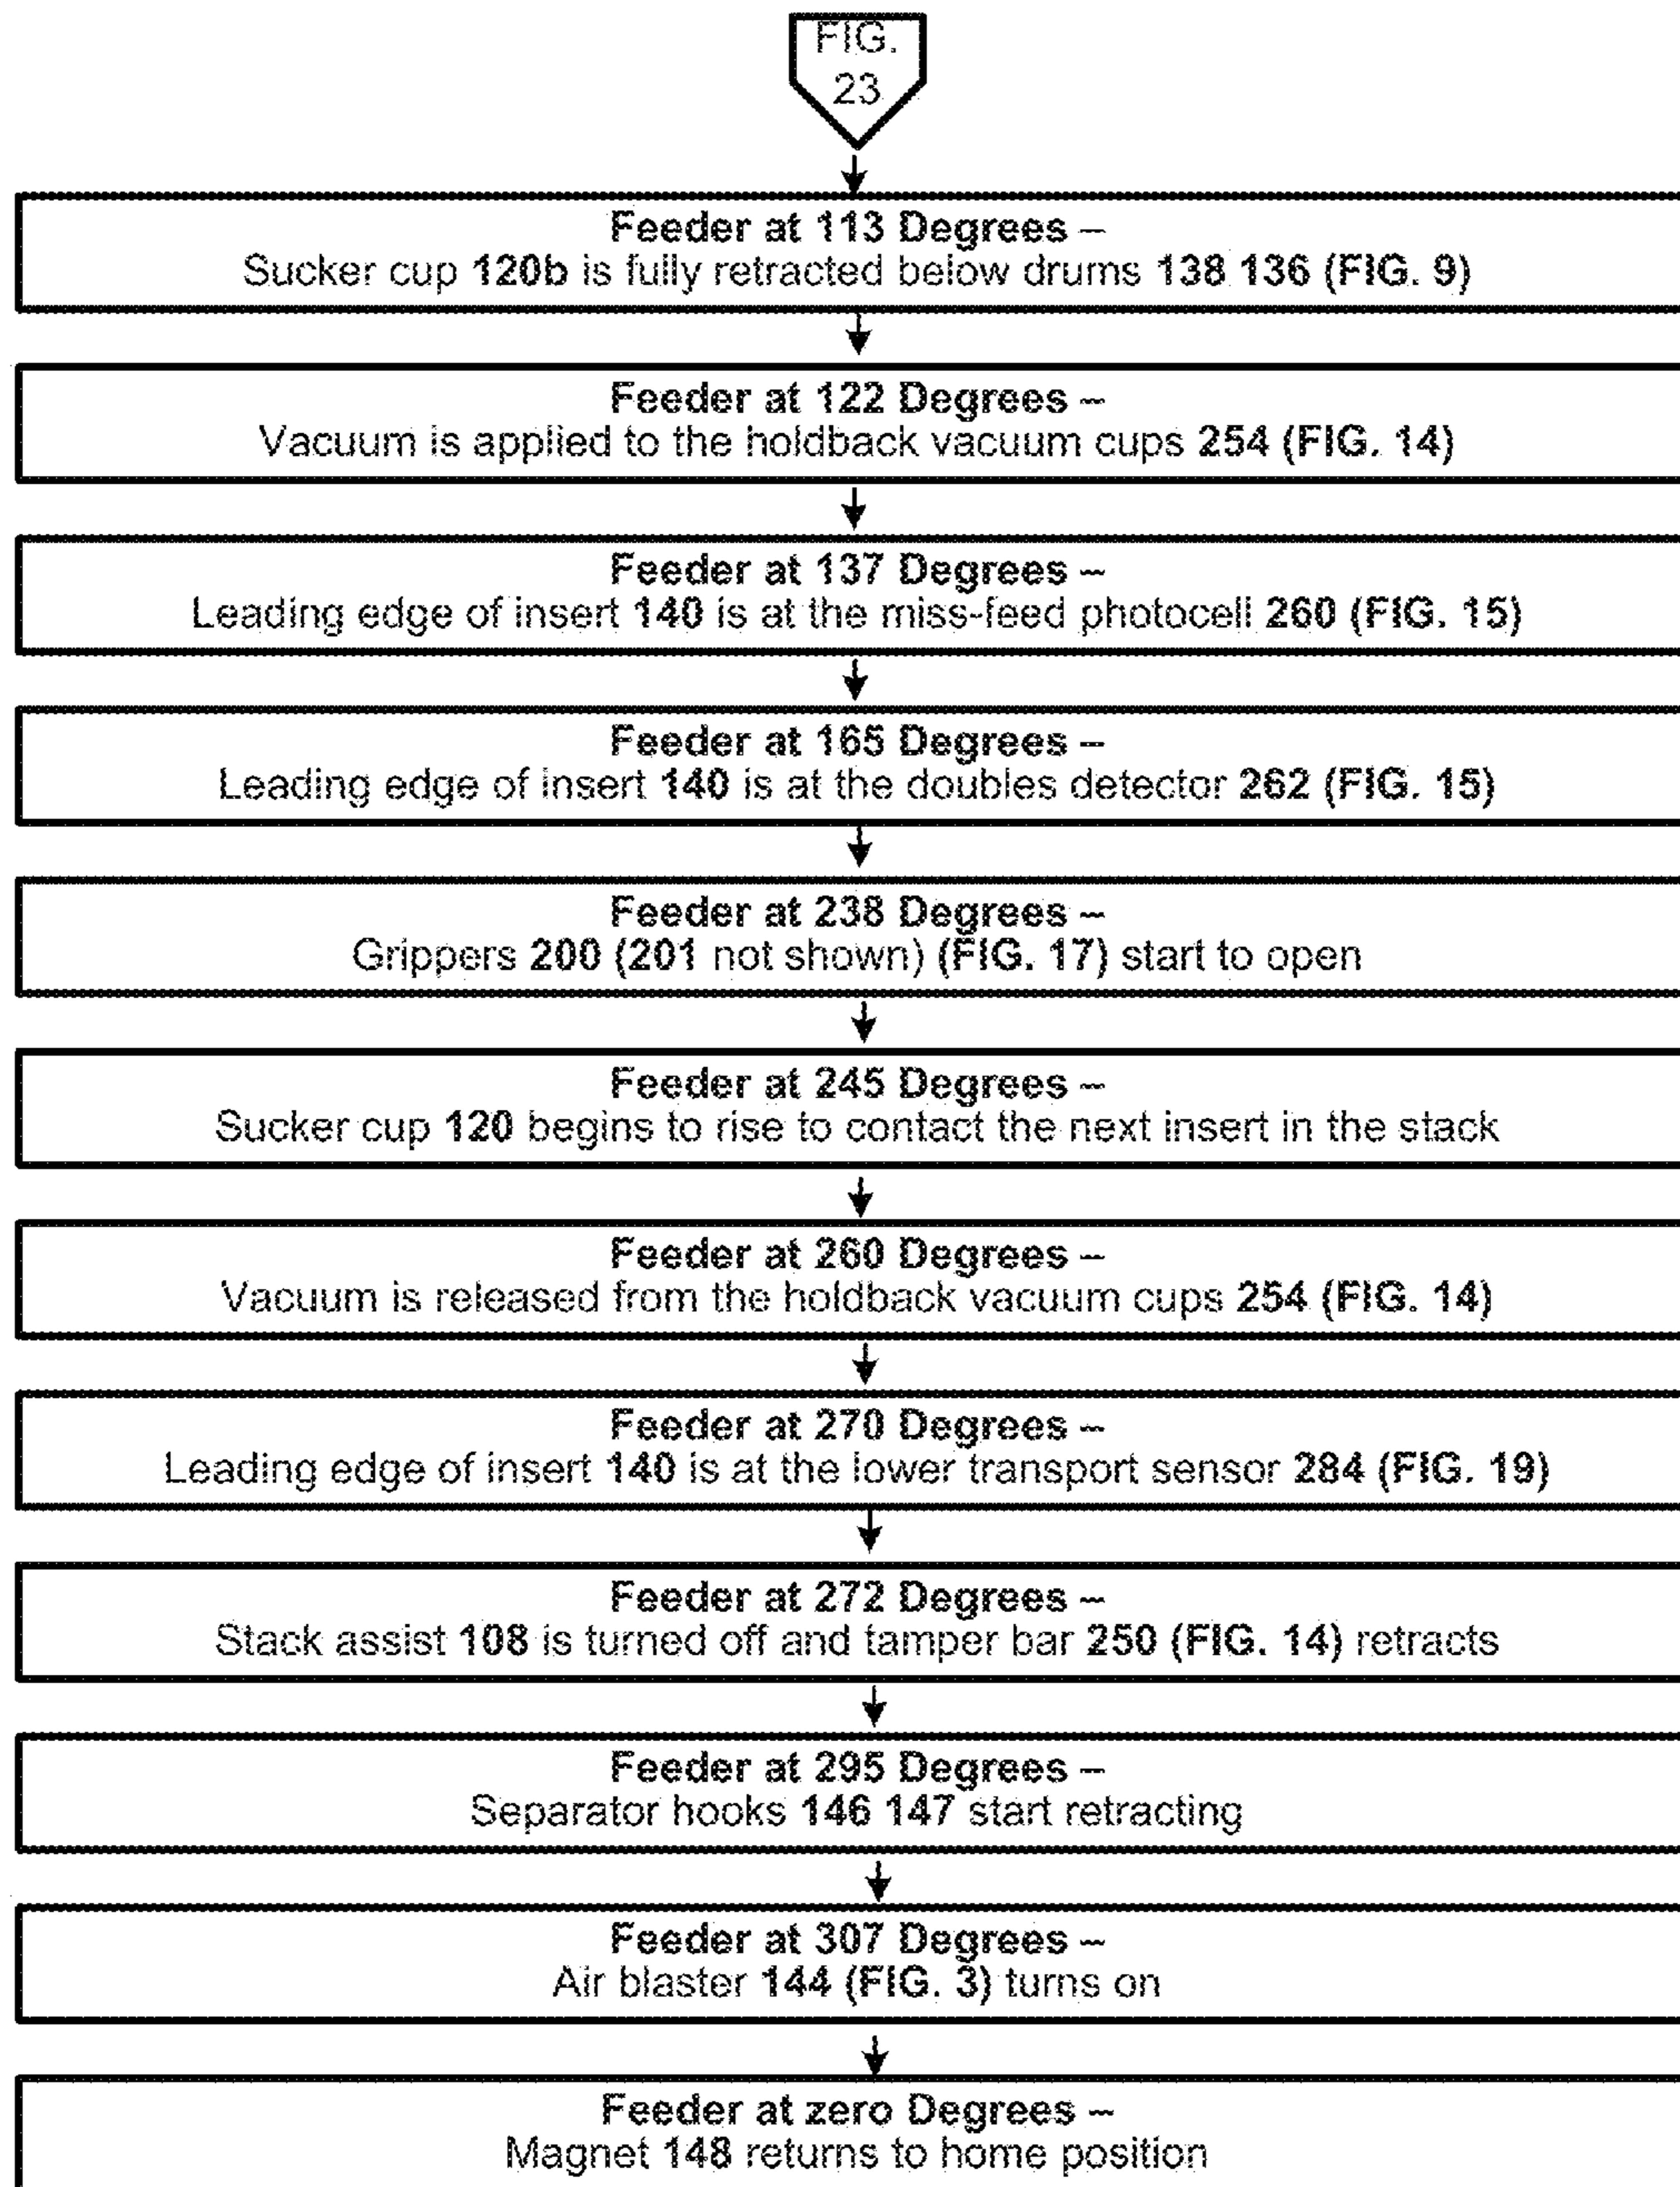 FIG.
23
Feeder at 113 Degrees –
Sucker cup 120b is fully retracted below drums 138 136 (FIG. 9)
Feeder at 122 Degrees –
Vacuum is applied to the holdback vacuum cups 254 (FIG. 14)
Feeder at 137 Degrees –
Leading edge of insert 140 is at the miss-feed photocell 260 (FIG. 15)
Feeder at 165 Degrees –
Leading edge of insert 140 is at the doubles detector 262 (FIG. 15)
Feeder at 238 Degrees –
Grippers 200 (201 not shown) (FIG. 17) start to open
Feeder at 245 Degrees –
Sucker cup 120 begins to rise to contact the next insert in the stack
Feeder at 260 Degrees –
Vacuum is released from the holdback vacuum cups 254 (FIG. 14)
Feeder at 270 Degrees –
Leading edge of insert 140 is at the lower transport sensor 284 (FIG. 19)
Feeder at 272 Degrees –
Stack assist 108 is turned off and tamper bar 250 (FIG. 14) retracts
Feeder at 295 Degrees –
Separator hooks 146 147 start retracting
Feeder at 307 Degrees –
Air blaster 144 (FIG. 3) turns on
Feeder at zero Degrees –
Magnet 148 returns to home position